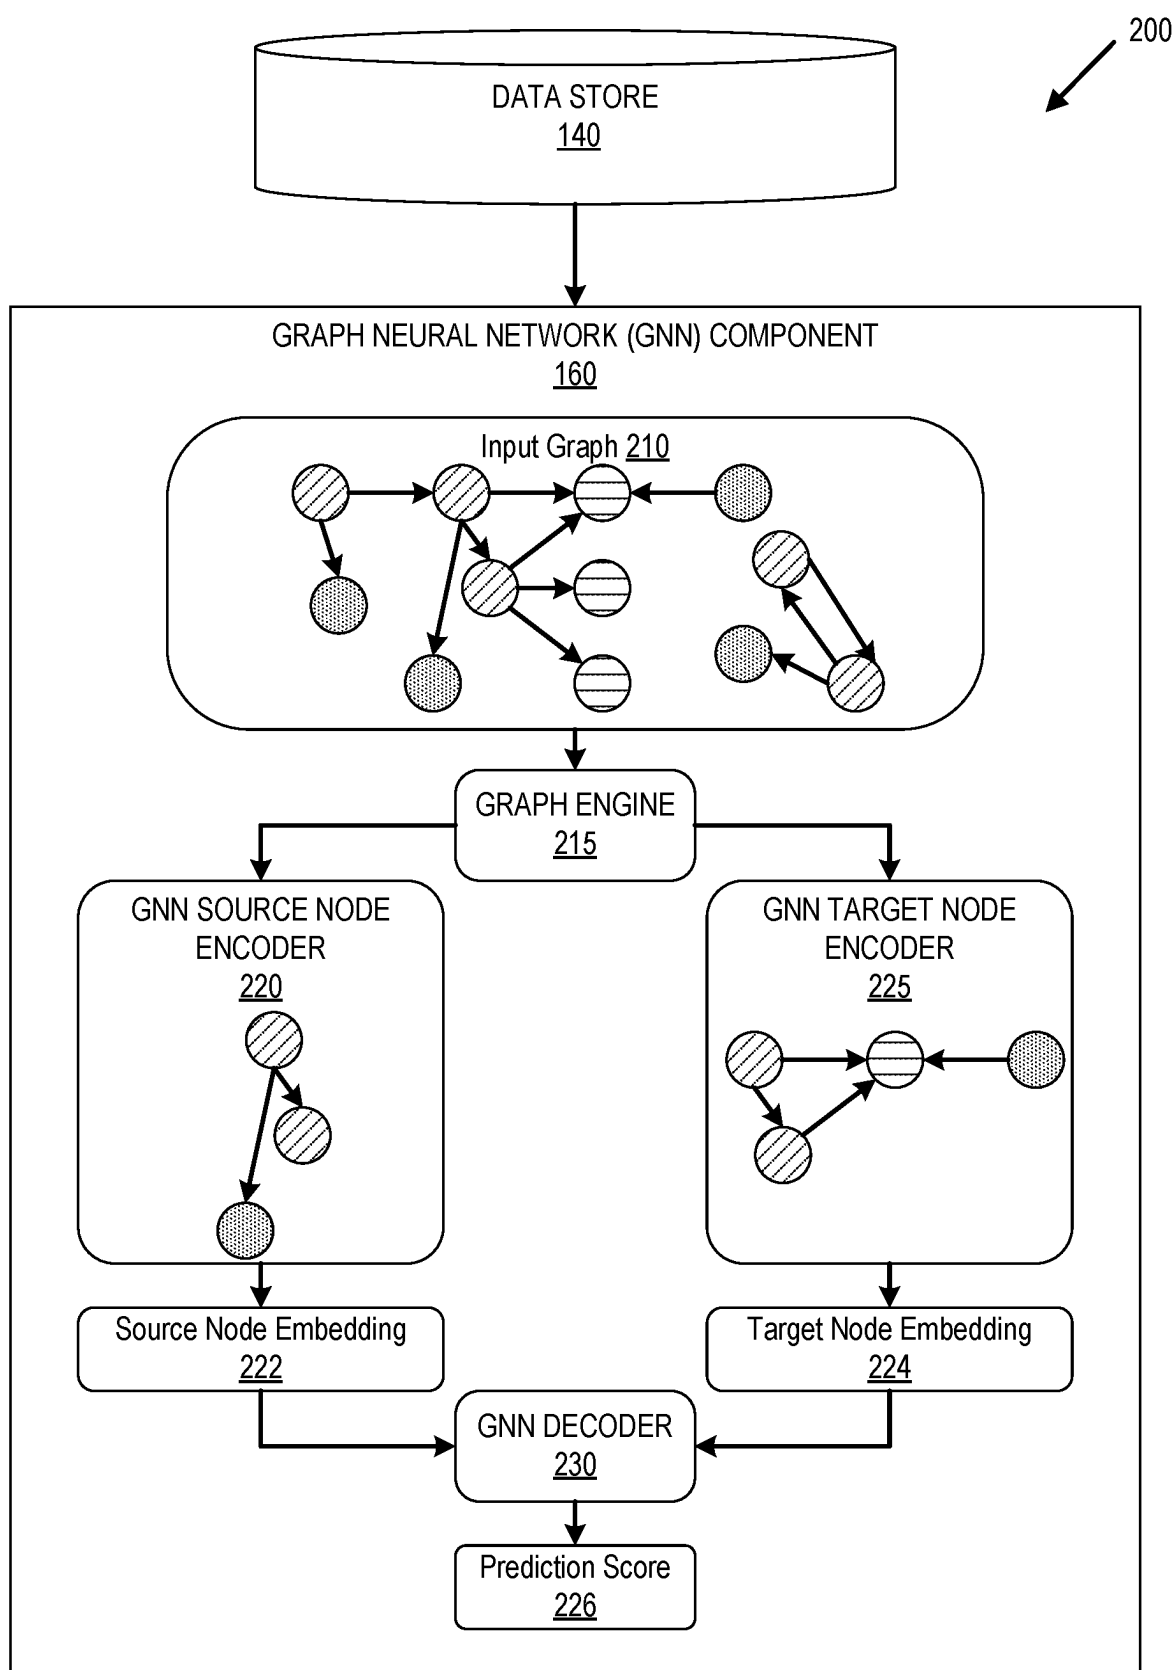 200
DATA STORE
140
GRAPH NEURAL NETWORK (GNN) COMPONENT
160
Input Graph 210
GRAPH ENGINE
215
GNN SOURCE NODE
ENCODER
220
GNN TARGET NODE
ENCODER
225
Source Node Embedding
222
Target Node Embedding
224
GNN DECODER
230
Prediction Score
226